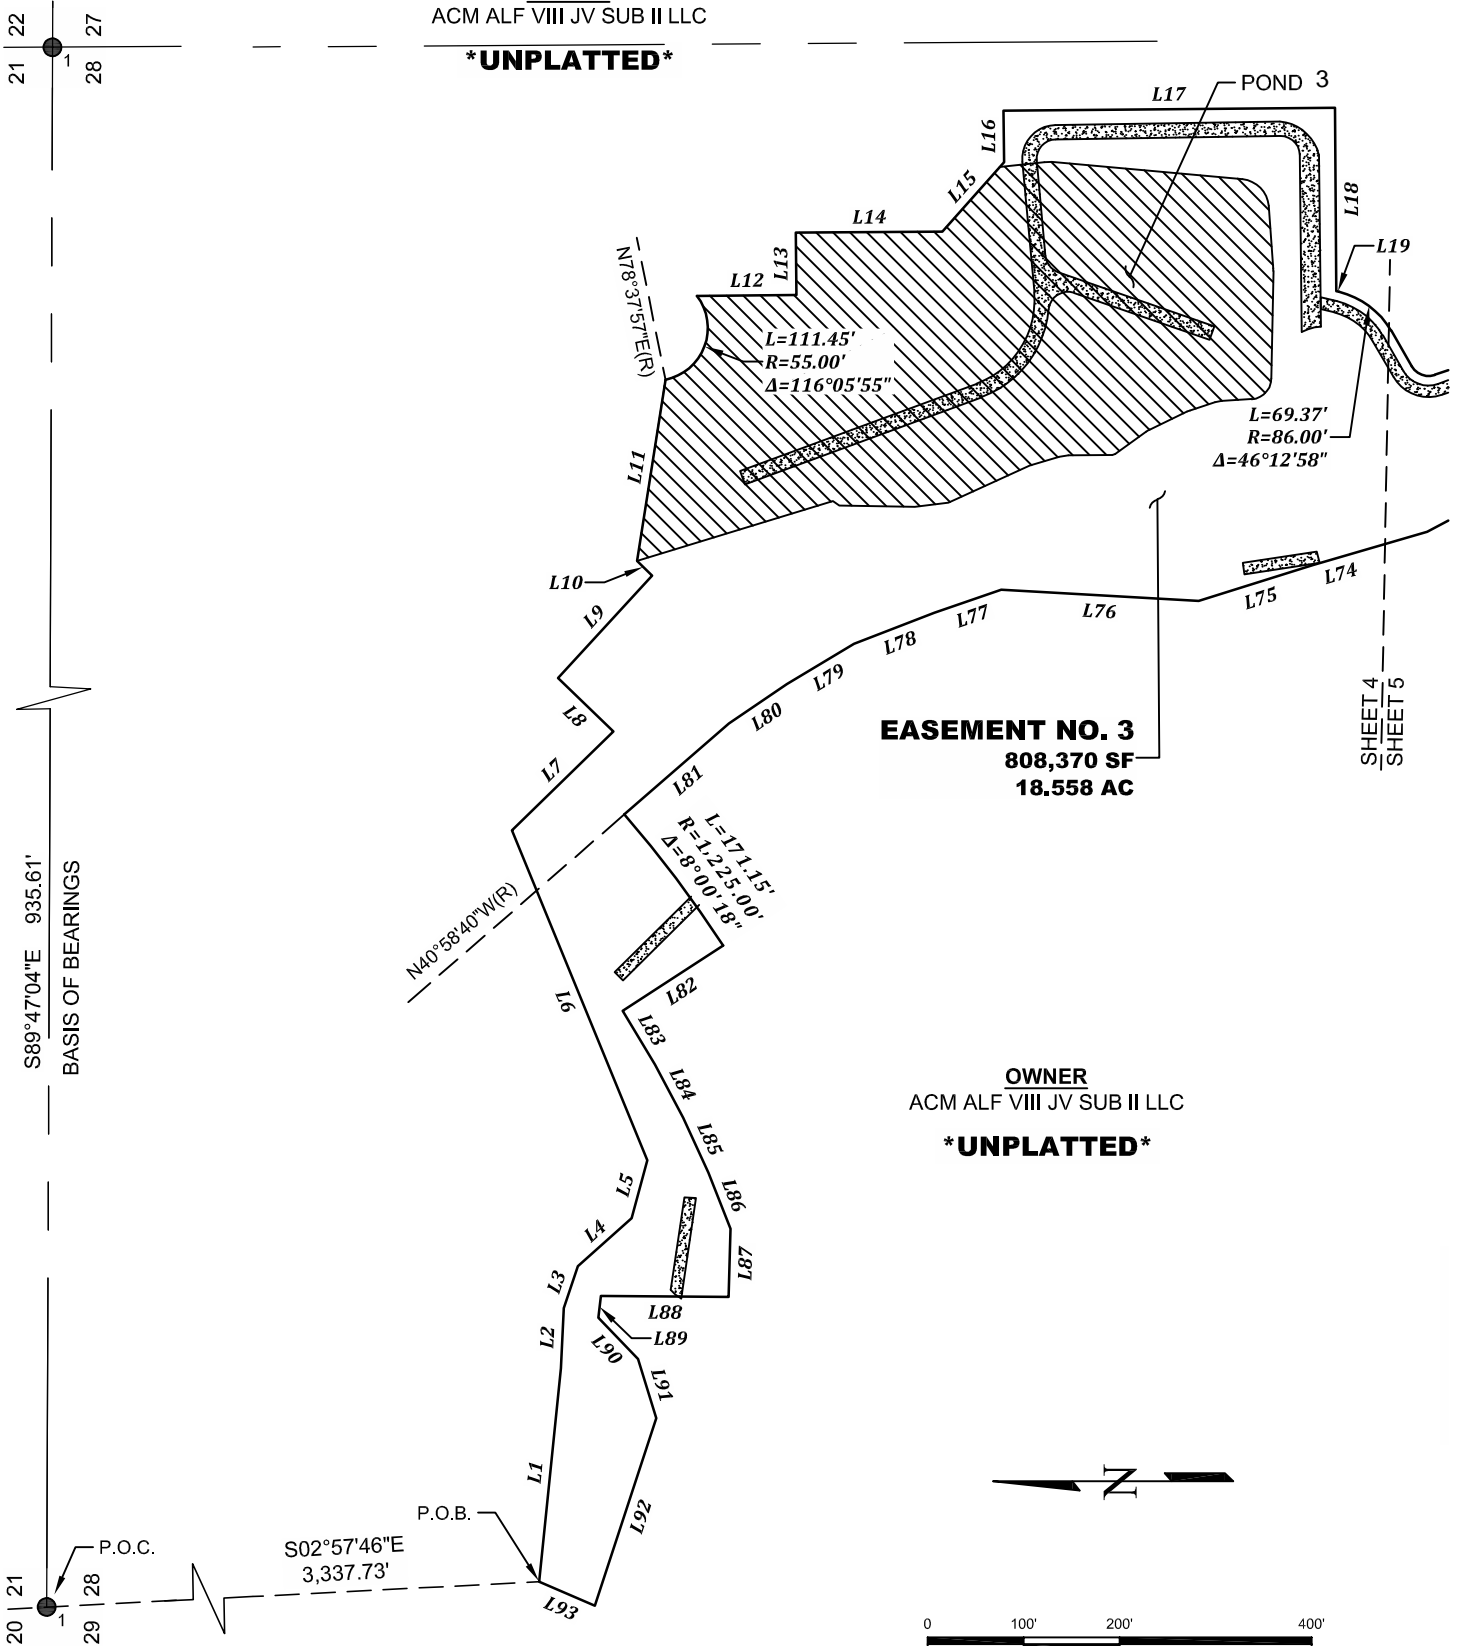 ACM ALF VIII JV SUB II LLC
*UNPLATTED*
22
27
21
28
1
POND 3
L17
L16
L15
L18
L14
L19
L13
L12
N78°37'57"E(R)
L=111.45'
R=55.00'
Δ=116°05'55"
L=69.37'
R=86.00'
Δ=46°12'58"
L11
L10
L9
L74
L75
L76
L77
L78
L79
L80
L8
L7
L81
EASEMENT NO. 3
808,370 SF
18.558 AC
SHEET 4
SHEET 5
L=171.15'
R=1,225.00'
Δ=8°00'18"
S89°47'04"E 935.61'
BASIS OF BEARINGS
N40°58'40"W(R)
L6
L82
L83
L84
L85
L86
L87
OWNER
ACM ALF VIII JV SUB II LLC
*UNPLATTED*
L5
L4
L3
L2
L88
L89
L90
L91
L1
L92
N
P.O.B.
P.O.C.
S02°57'46"E
3,337.73'
L93
21
28
20
29
1
0 100' 200' 400'